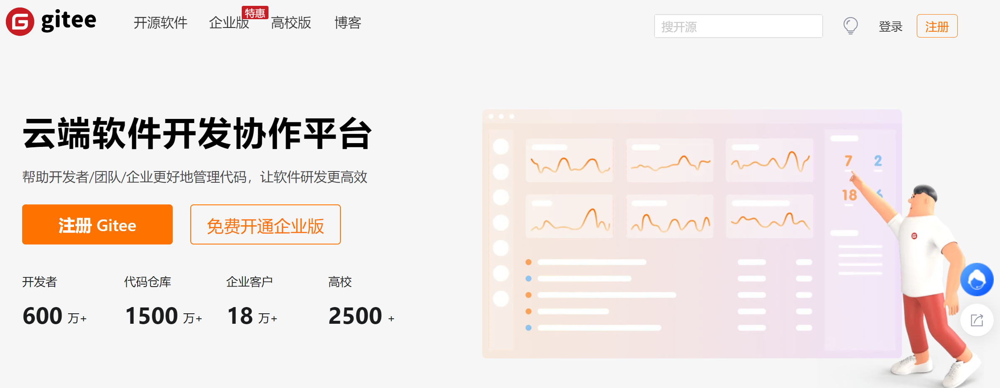 gitee
开源软件 企业版 特惠 高校版 博客
搜开源 登录 注册
云端软件开发协作平台
帮助开发者/团队/企业更好地管理代码，让软件研发更高效
注册 Gitee 免费开通企业版
开发者 代码仓库 企业客户 高校
600 万+ 1500 万+ 18 万+ 2500 +
7 2
18 6